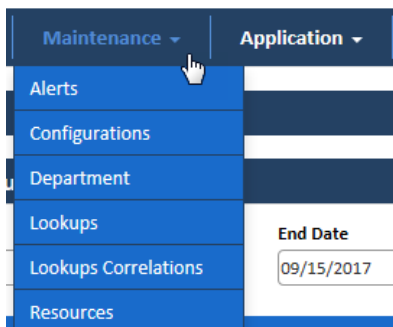 Maintenance Application
Alerts
Configurations
Department
Lookups
End Date
Lookups Correlations
09/15/2017
Resources